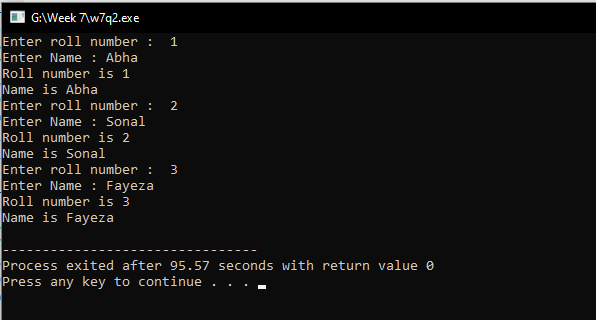 G:\Week 7\w7q2.exe
Enter roll number :  1
Enter Name : Abha
Roll number is 1
Name is Abha
Enter roll number :  2
Enter Name : Sonal
Roll number is 2
Name is Sonal
Enter roll number :  3
Enter Name : Fayeza
Roll number is 3
Name is Fayeza
--------------------------------
Process exited after 95.57 seconds with return value 0
Press any key to continue . . .